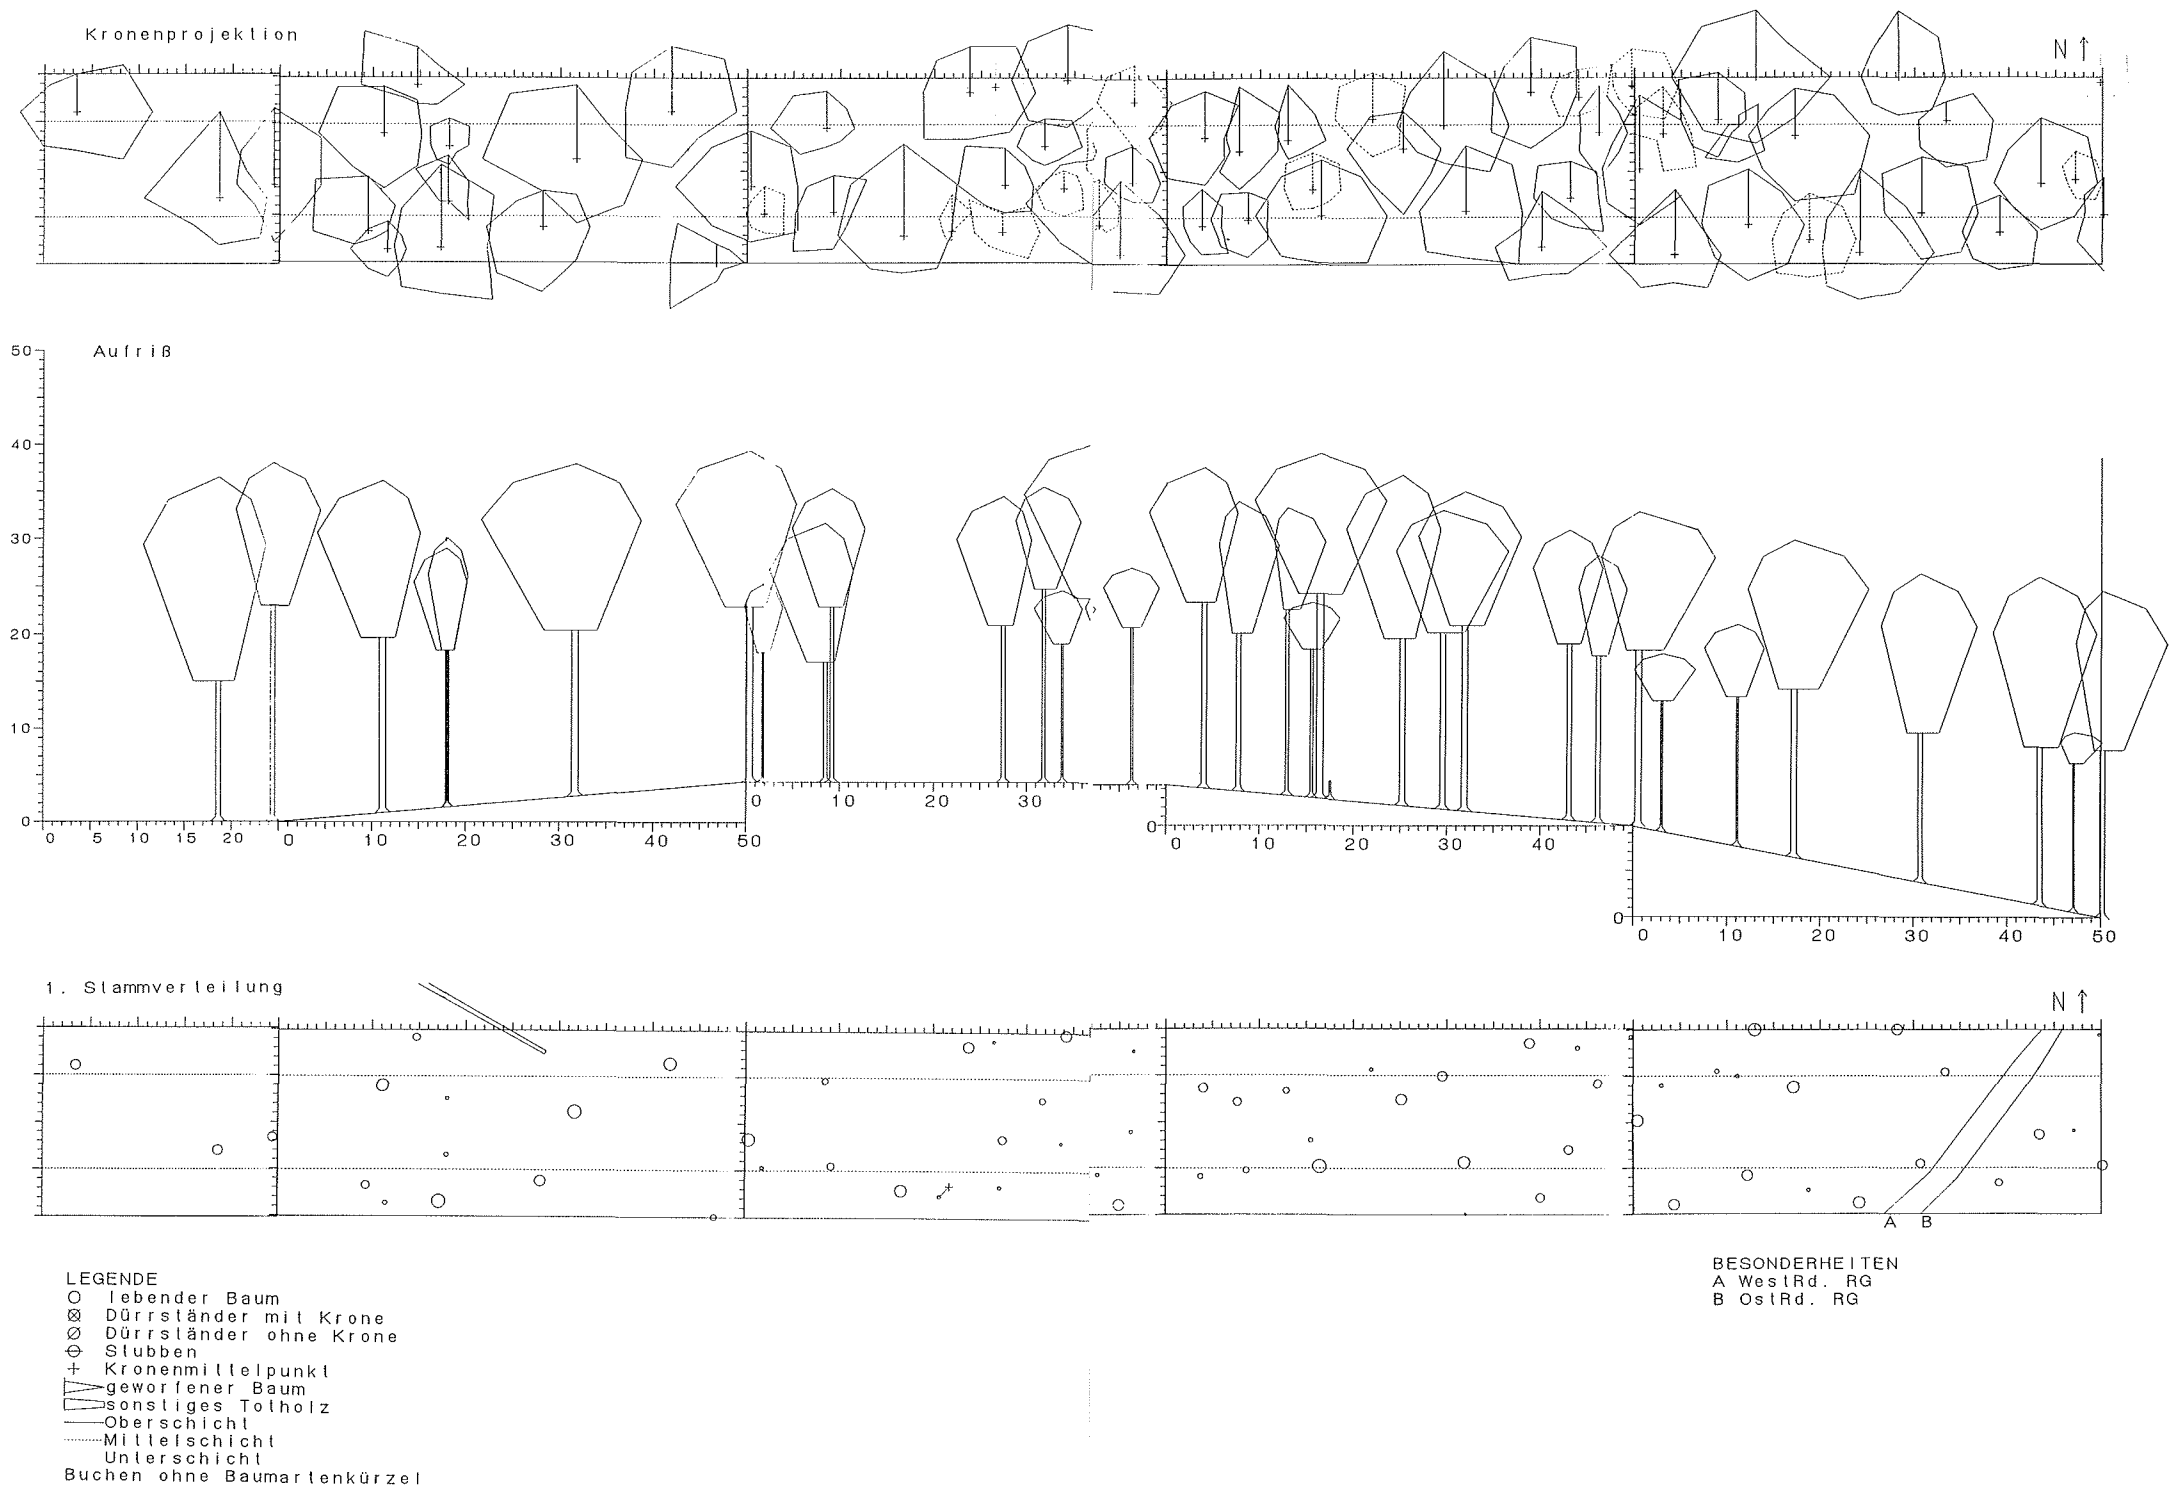 Kronenprojektion
N ↑
50
Aufriß
40
30
20
10
0
0 5 10 15 20 0 10 20 30 40 50
0 10 20 30
0
0 10 20 30 40
0
0 10 20 30 40 50
1. Stammverteilung
N ↑
A B
LEGENDE
lebender Baum
Dürrständer mit Krone
Dürrständer ohne Krone
Stubben
Kronenmittelpunkt
geworfener Baum
sonstiges Totholz
Oberschicht
Mittelschicht
Unterschicht
Buchen ohne Baumartenkürzel
BESONDERHEITEN
A WestRd. RG
B OstRd. RG